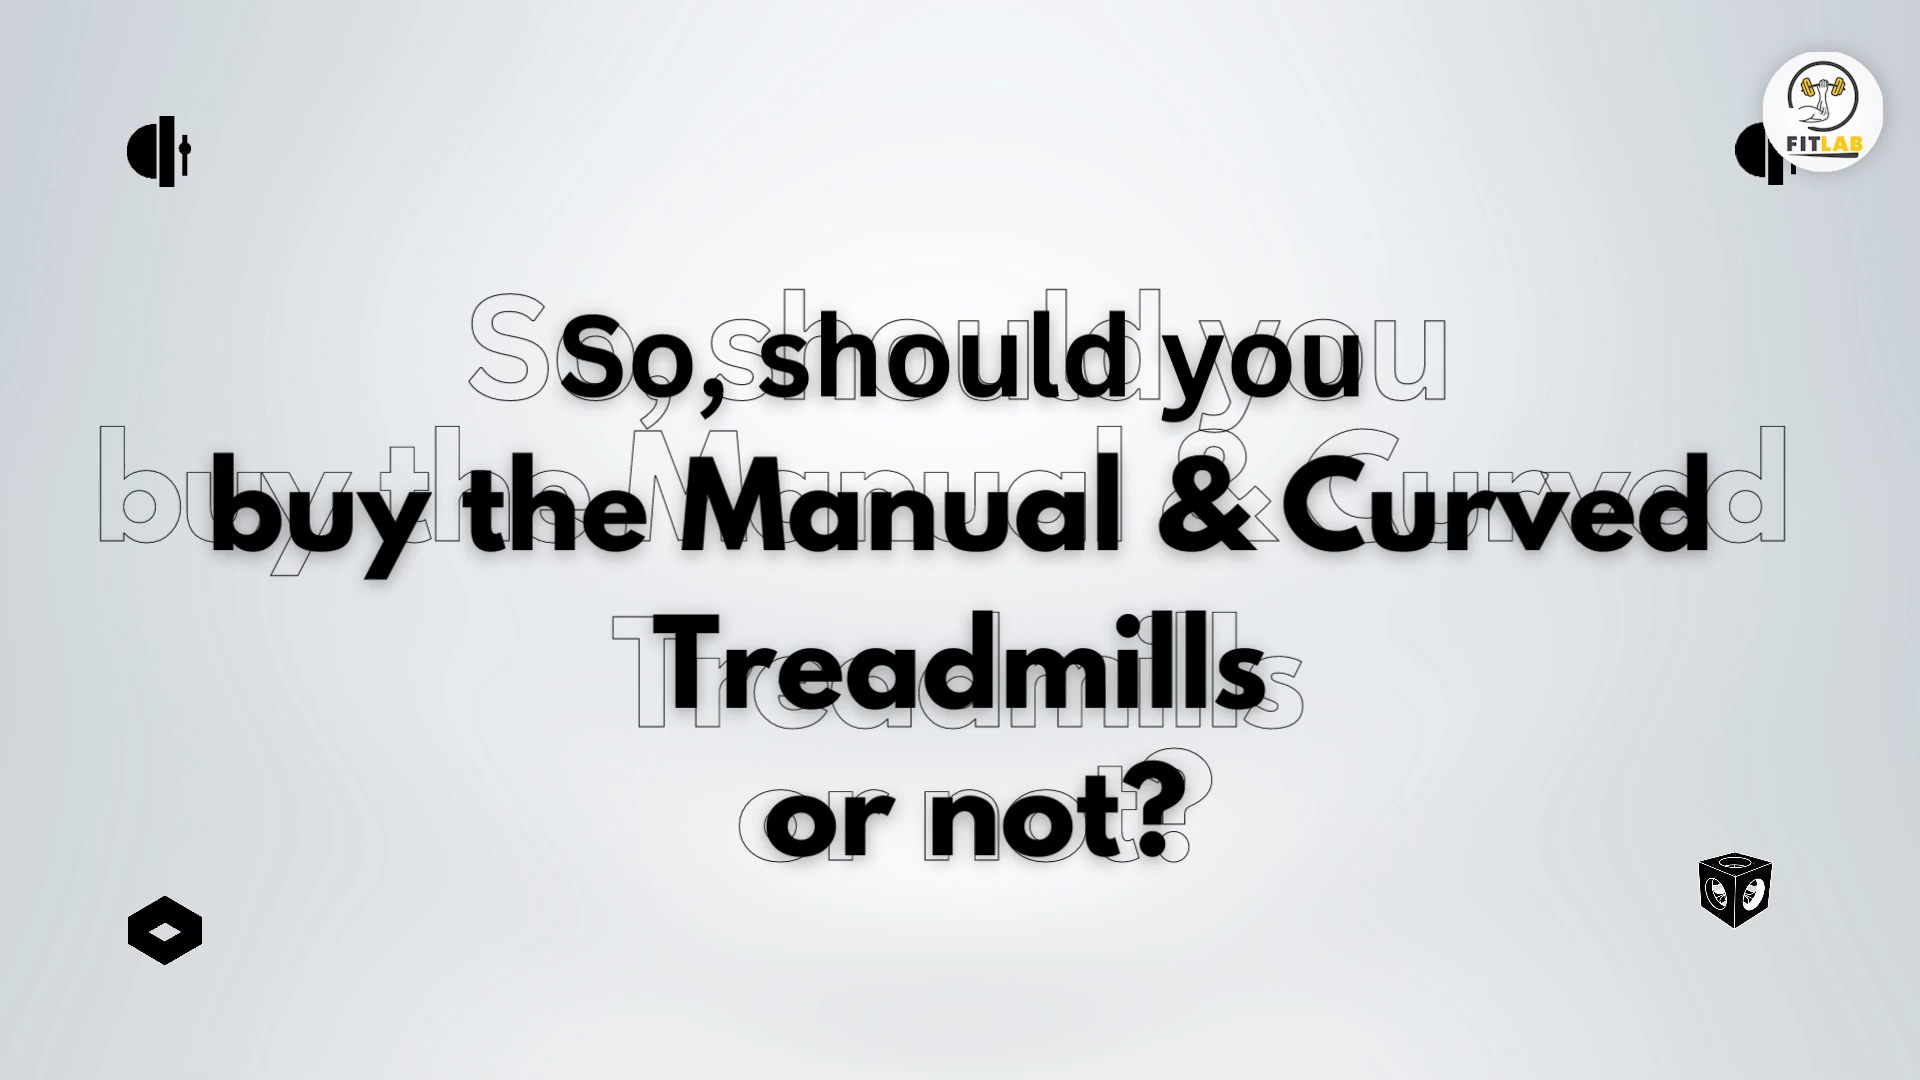 FITLAB
So, should you
buy the Manual & Curved
Treadmills
or not?